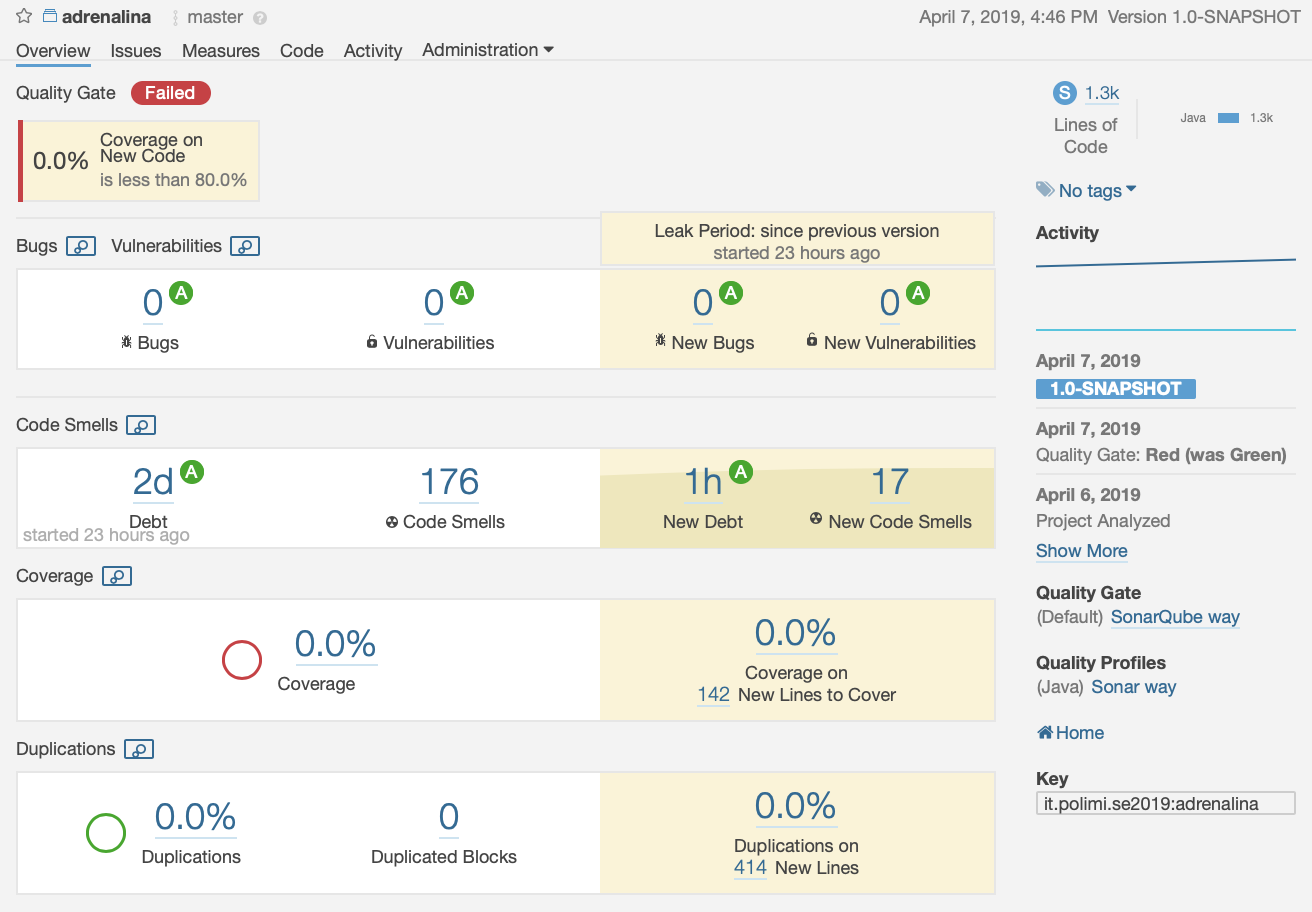 adrenalina master ? April 7, 2019, 4:46 PM Version 1.0-SNAPSHOT
Overview Issues Measures Code Activity Administration
Quality Gate Failed
0.0% Coverage on New Code is less than 80.0%
S 1.3k
Lines of Code
Java 1.3k
No tags
Bugs Vulnerabilities
Leak Period: since previous version
started 23 hours ago
0 A 0 A 0 A 0 A
Bugs Vulnerabilities New Bugs New Vulnerabilities
Code Smells
2d A 176 1h A 17
Debt Code Smells New Debt New Code Smells
started 23 hours ago
Coverage
0.0% 0.0%
Coverage Coverage on
142 New Lines to Cover
Duplications
0.0% 0 0.0%
Duplications Duplicated Blocks Duplications on
414 New Lines
Activity
April 7, 2019
1.0-SNAPSHOT
April 7, 2019
Quality Gate: Red (was Green)
April 6, 2019
Project Analyzed
Show More
Quality Gate
(Default) SonarQube way
Quality Profiles
(Java) Sonar way
Home
Key
it.polimi.se2019:adrenalina